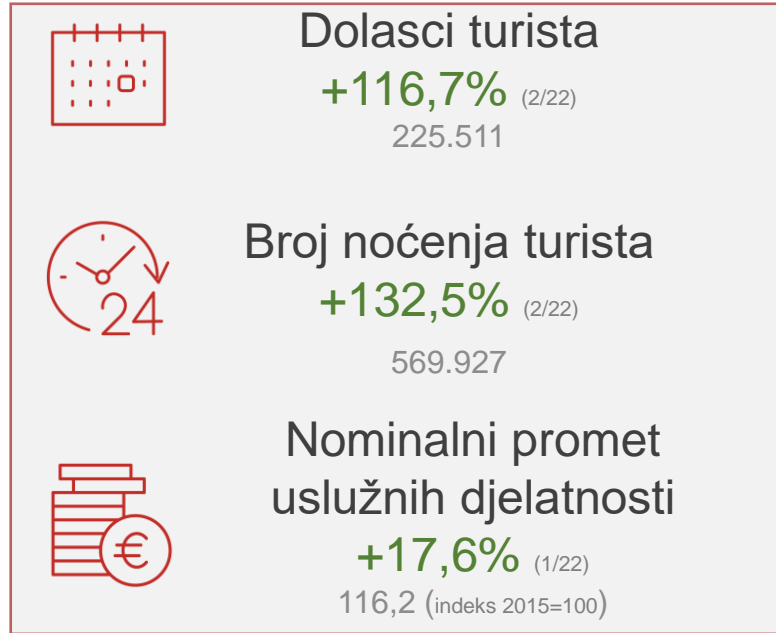 Dolasci turista
+116,7% (2/22)
225.511
24
Broj noćenja turista
+132,5% (2/22)
569.927
Nominalni promet
uslužnih djelatnosti
€
+17,6% (1/22)
116,2 (indeks 2015=100)